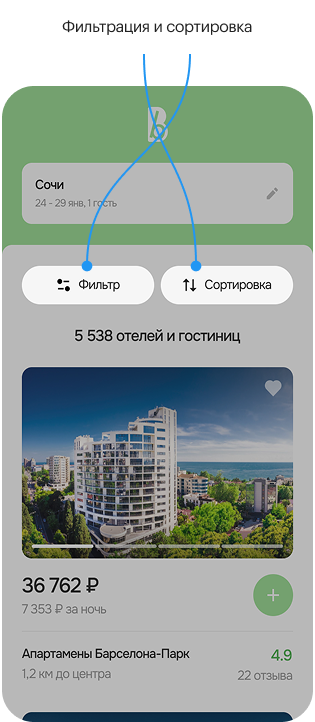 Фильтрация и сортировка
B
Сочи
24 - 29 янв, 1 гость
Фильтр
Сортировка
5 538 отелей и гостиниц
36 762 ₽
7 353 ₽ за ночь
Апартамены Барселона-Парк
4.9
1,2 км до центра
22 отзыва